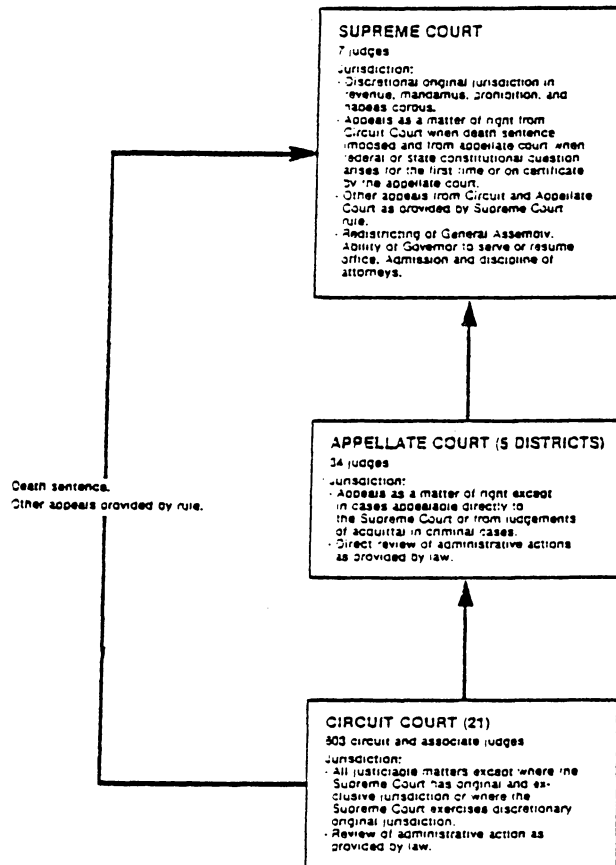 SUPREME COURT
7 judges
Jurisdiction:
- Discretional original jurisdiction in
revenue, mandamus, prohibition, and
habeas corpus.
- Appeals as a matter of right from
Circuit Court when death sentence
imposed and from appellate court when
federal or state constitutional question
arises for the first time or on certificate
by the appellate court.
- Other appeals from Circuit and Appellate
Court as provided by Supreme Court
rule.
- Redistricting of General Assembly.
Ability of Governor to serve or resume
office. Admission and discipline of
attorneys.
APPELLATE COURT (5 DISTRICTS)
34 judges
Jurisdiction:
- Appeals as a matter of right except
in cases appealable directly to
the Supreme Court or from judgements
of acquittal in criminal cases.
- Direct review of administrative actions
as provided by law.
Death sentence.
Other appeals provided by rule.
CIRCUIT COURT (21)
circuit and associate judges
Jurisdiction:
- All justiciable matters except where the
Supreme Court has original and ex-
clusive jurisdiction or where the
Supreme Court exercises discretionary
original jurisdiction.
- Review of administrative action as
provided by law.